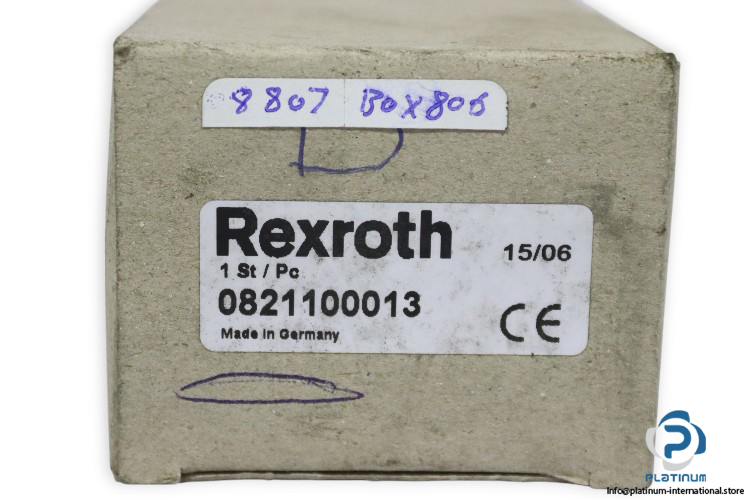 8807 BOX806
D
Rexroth
15/06
1 St / Pc
0821100013
CE
Made in Germany
PLATINUM
Info@platinum-international.store